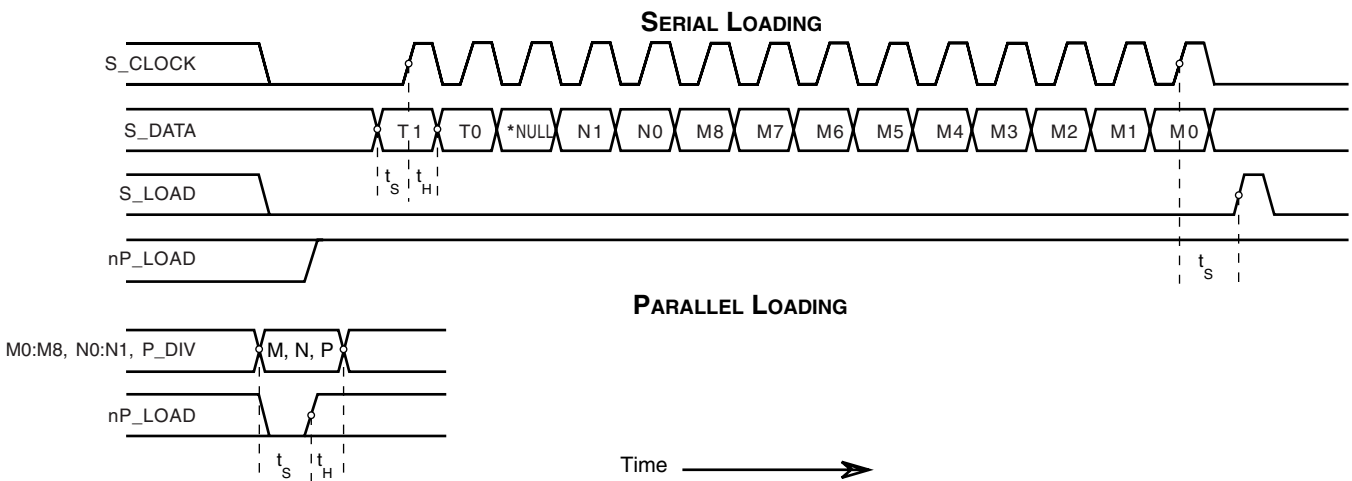 SERIAL LOADING
S_CLOCK
S_DATA T1 T0 *NULL N1 N0 M8 M7 M6 M5 M4 M3 M2 M1 M0
tS tH
S_LOAD
nP_LOAD
tS
PARALLEL LOADING
M0:M8, N0:N1, P_DIV M, N, P
nP_LOAD
tS tH
Time